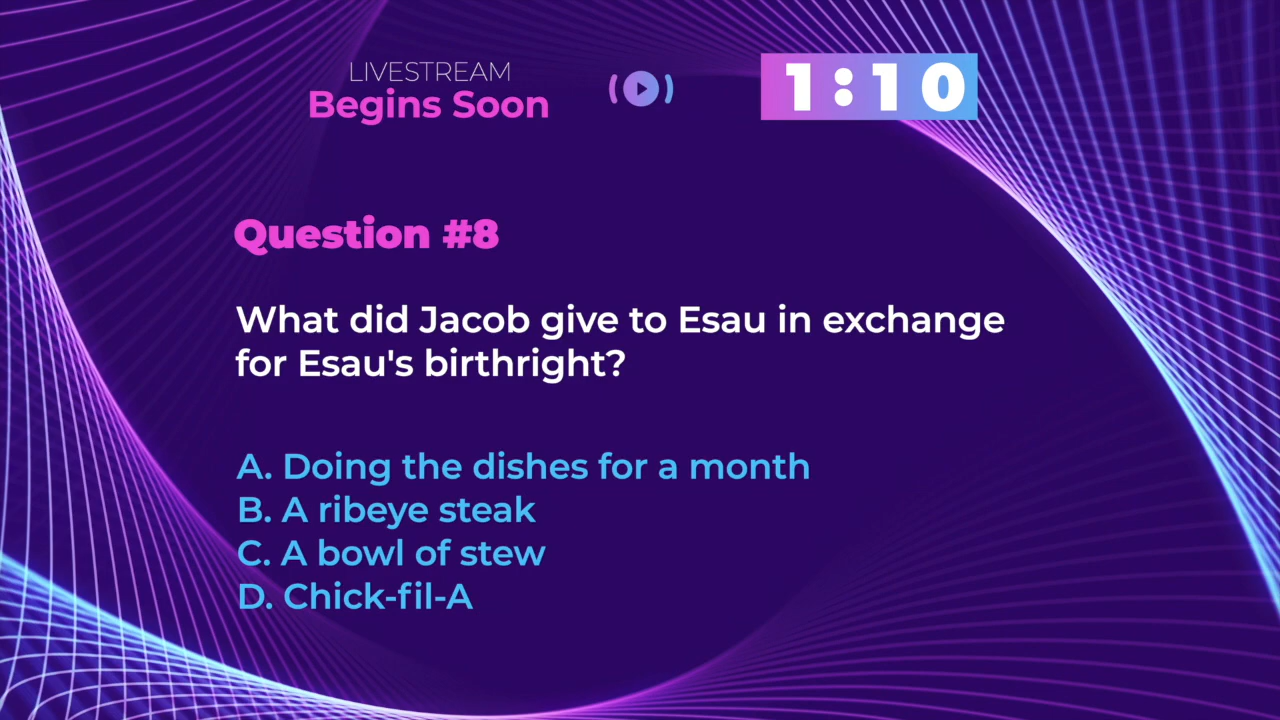 LIVESTREAM
Begins Soon
1:10
Question #8
What did Jacob give to Esau in exchange
for Esau's birthright?
A. Doing the dishes for a month
B. A ribeye steak
C. A bowl of stew
D. Chick-fil-A